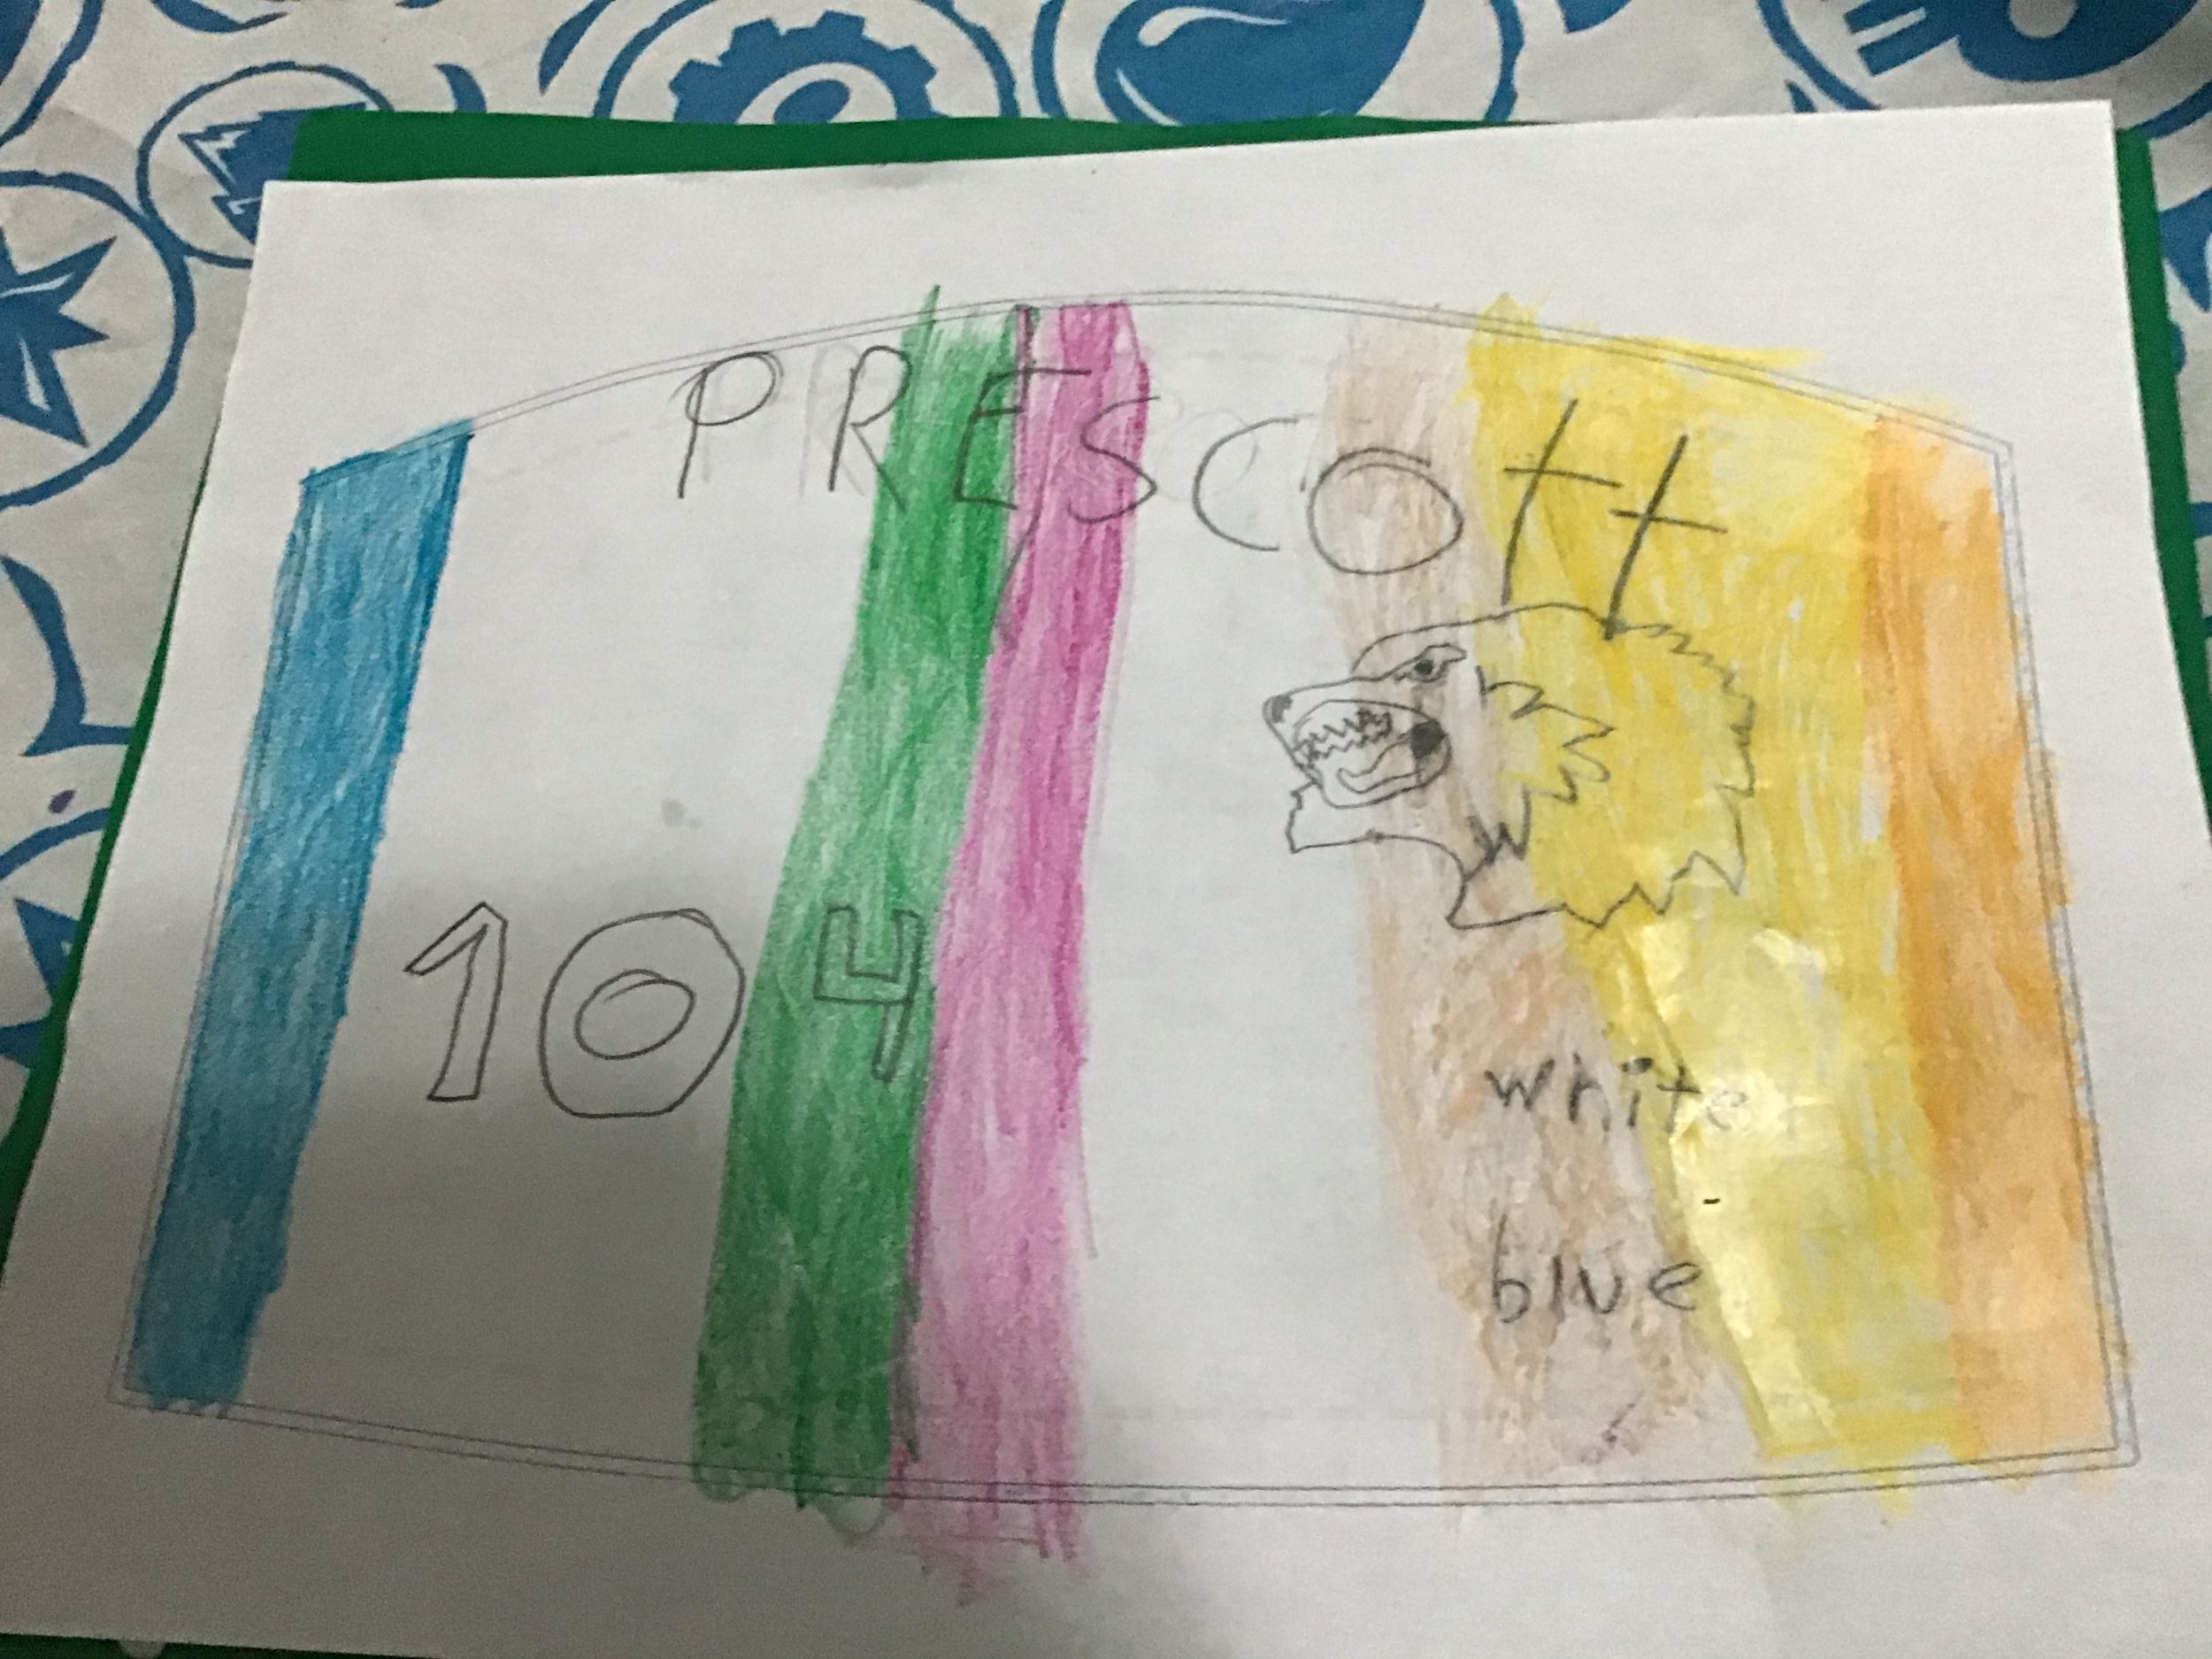 PRESCOtt
104
white
-
blue